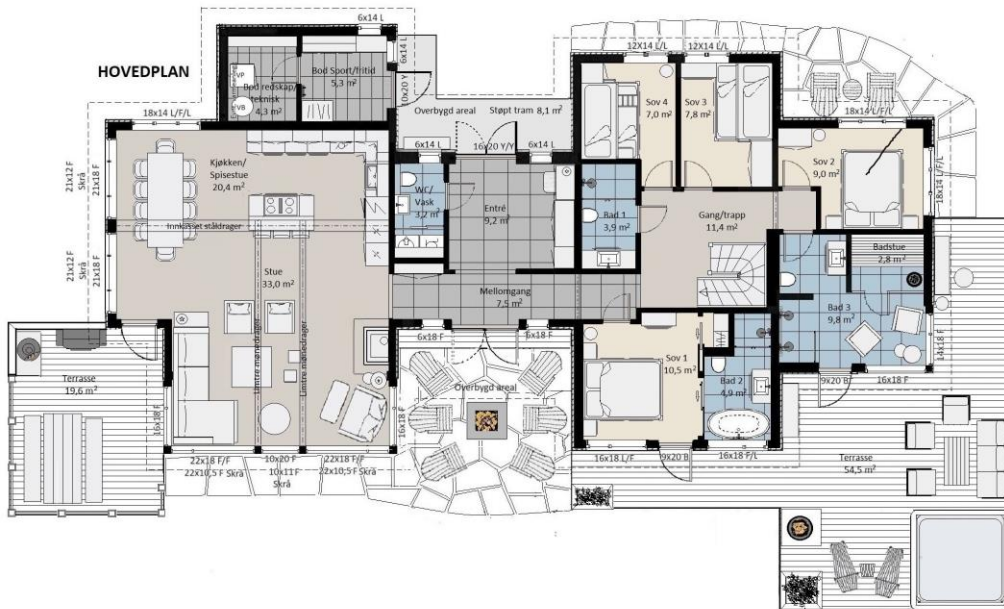 HOVEDPLAN
6x14 L
6x14 L
VP
VB
Bod redskap/
teknisk
4,3 m²
Bod Sport/fritid
5,3 m²
10x20 Y
Overbygd areal
Støpt tram 8,1 m²
16x20 Y/Y
6x14 L
6x14 L
12X14 L/L
12X14 L/L
Sov 4
7,0 m²
Sov 3
7,8 m²
18x14 L/F/L
Sov 2
9,0 m²
18x14 L/F/L
18x14 L/F/L
21x12 F
Skrå
21x18 F
Kjøkken/
Spisestue
20,4 m²
Innkasset ståldrager
21x12 F
Skrå
21x18 F
WC/
Vask
3,2 m²
Entré
9,2 m²
Bad 1
3,9 m²
Gang/trapp
11,4 m²
Badstue
2,8 m²
Stue
33,0 m²
Mellomgang
7,5 m²
Bad 3
9,8 m²
Limtre mønedrager
Limtre mønedrager
6x18 F
6x18 F
Sov 1
10,5 m²
Bad 2
4,9 m²
14x18 F
9x20 B
16x18 F
Terrasse
19,6 m²
Overbygd areal
16x18 F
16x18 F
22x18 F/F
22x10,5 F Skrå
10x20 F
10x11 F
Skrå
22x18 F/F
22x10,5 F Skrå
16x18 L/F
9x20 B
16x18 F/L
Terrasse
54,5 m²